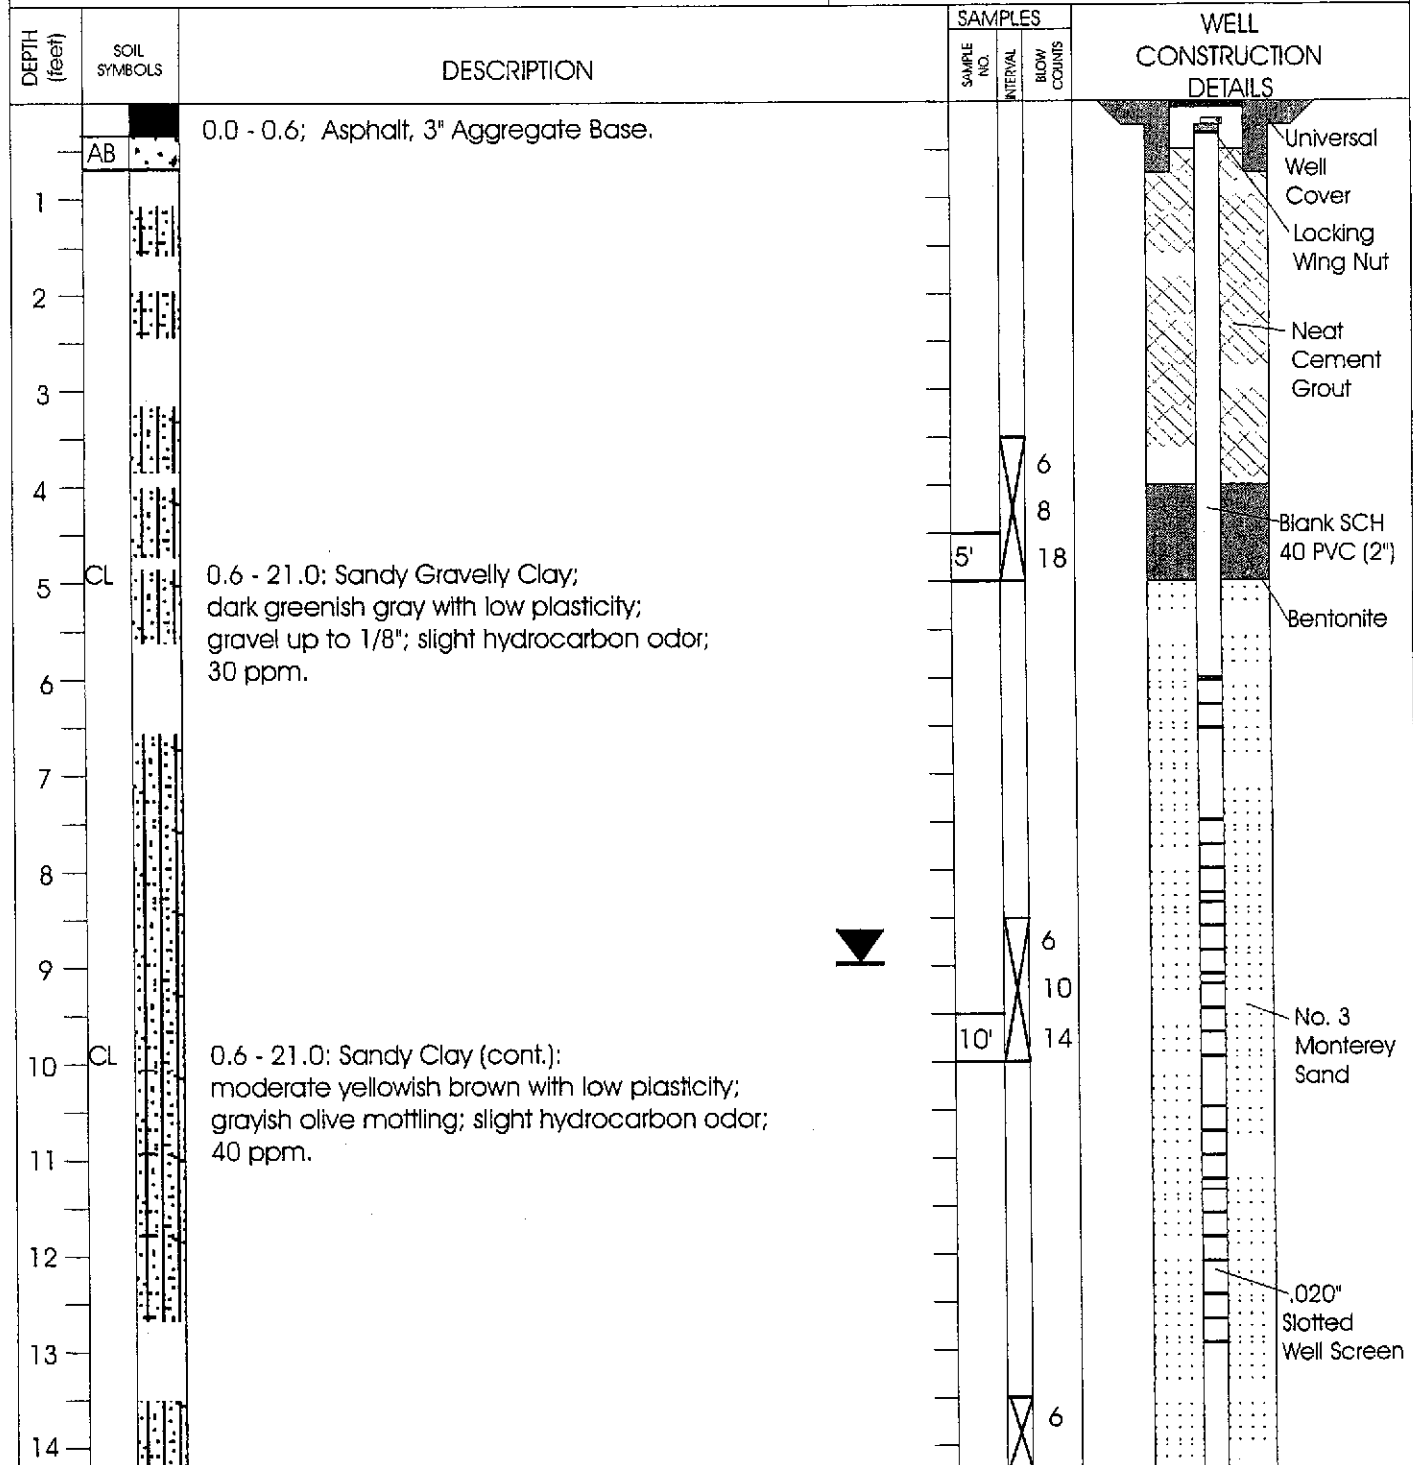 DEPTH (feet)
SOIL SYMBOLS
DESCRIPTION
SAMPLES
SAMPLE NO.
INTERVAL
BLOW COUNTS
WELL
CONSTRUCTION
DETAILS
0.0 - 0.6; Asphalt, 3" Aggregate Base.
AB
Universal
Well
Cover
1
Locking
Wing Nut
2
Neat
Cement
Grout
3
6
4
8
Blank SCH
40 PVC (2")
5'
18
5
CL
0.6 - 21.0: Sandy Gravelly Clay;
dark greenish gray with low plasticity;
gravel up to 1/8"; slight hydrocarbon odor;
30 ppm.
Bentonite
6
7
8
6
9
10
No. 3
Monterey
Sand
10'
14
10
CL
0.6 - 21.0: Sandy Clay (cont.):
moderate yellowish brown with low plasticity;
grayish olive mottling; slight hydrocarbon odor;
40 ppm.
11
12
.020"
Slotted
Well Screen
13
6
14